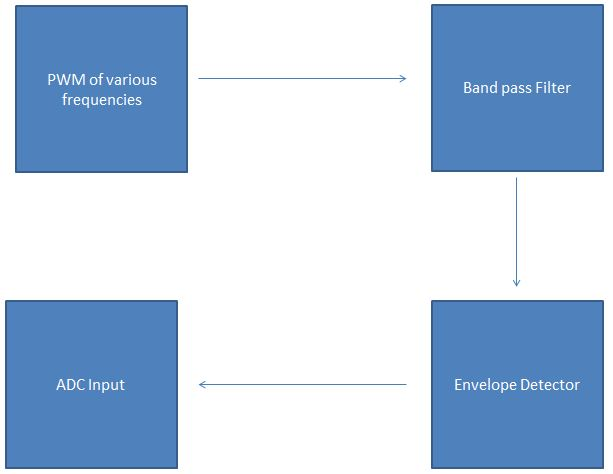 PWM of various
frequencies
Band pass Filter
ADC Input
Envelope Detector